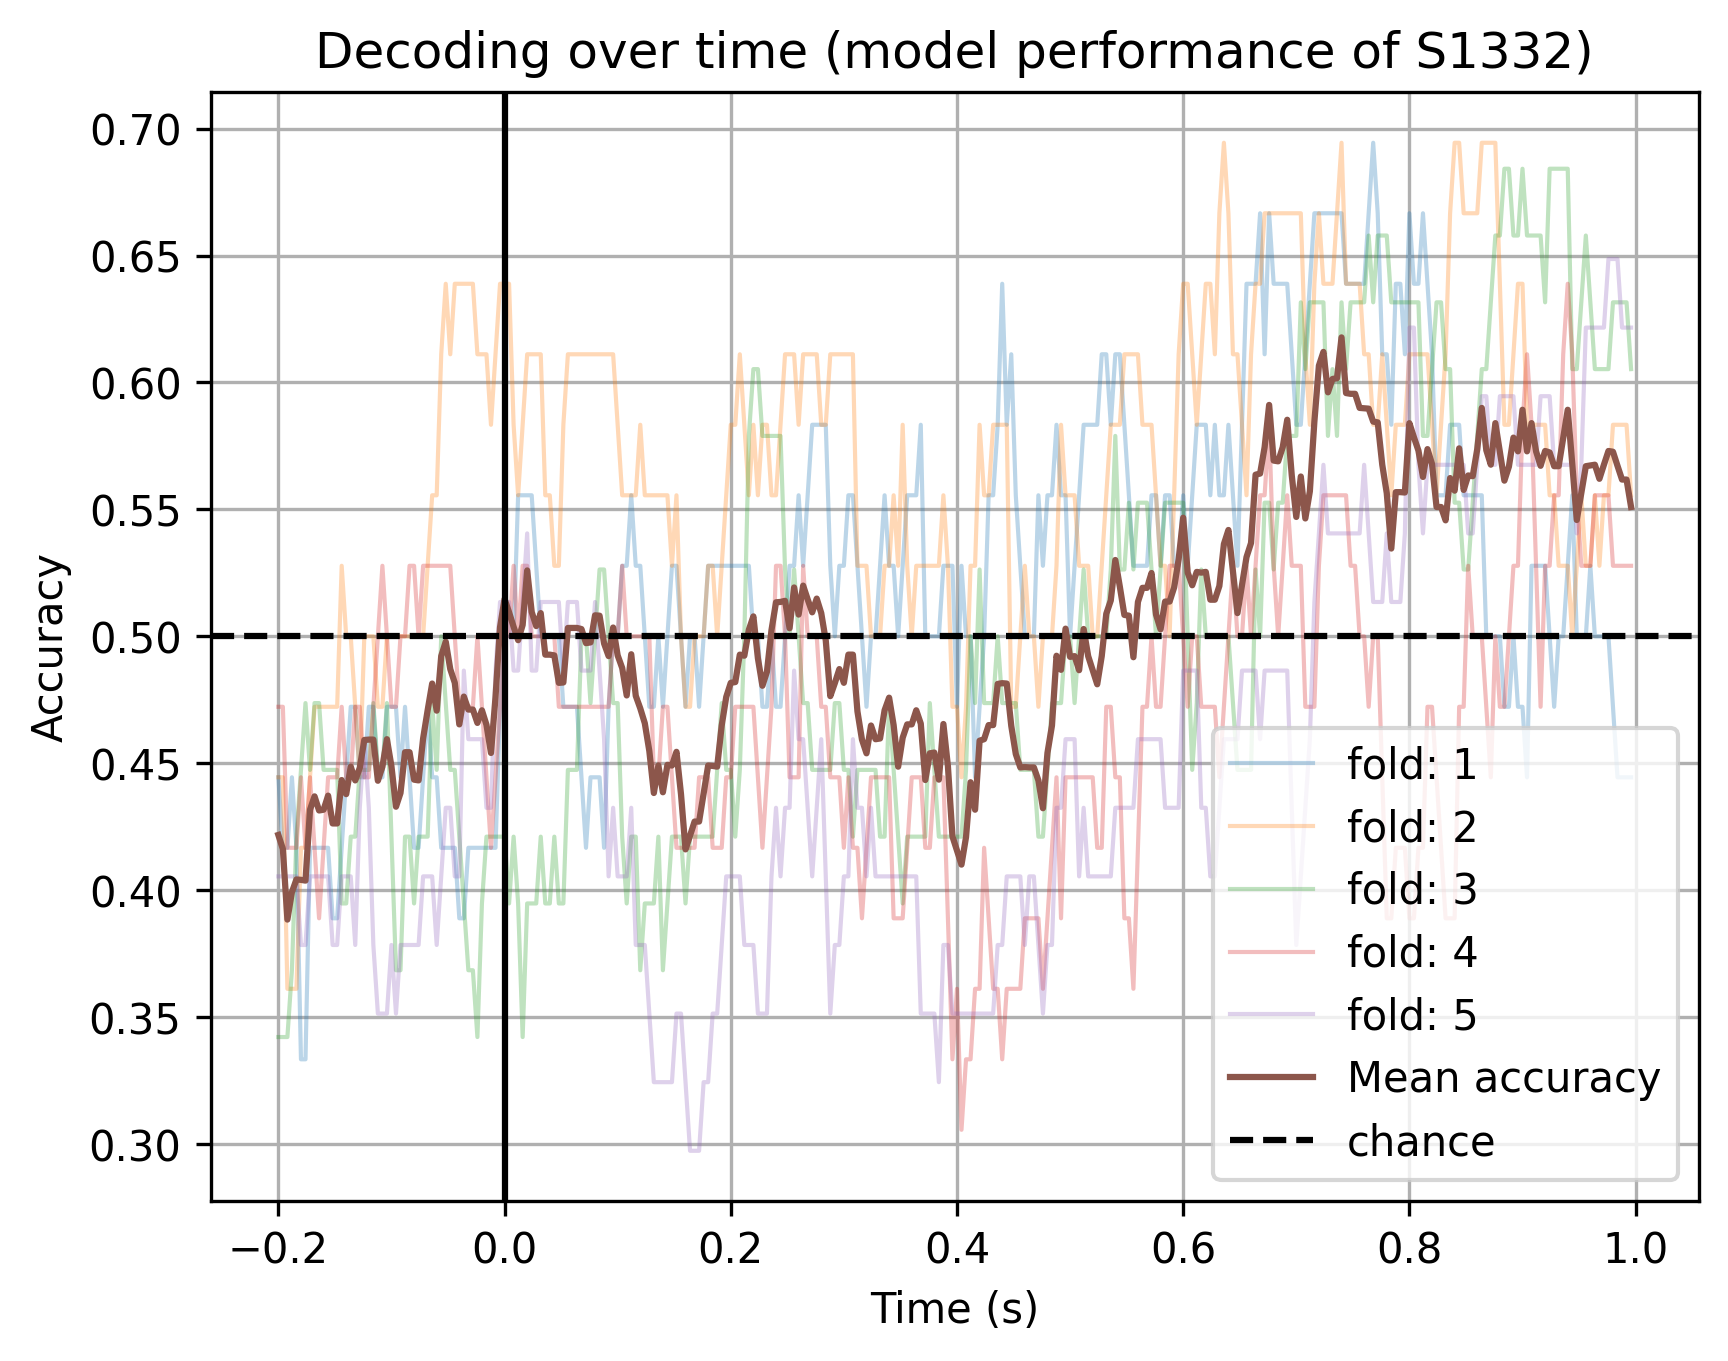 Decoding over time (model performance of S1332)
Accuracy
0.70
0.65
0.60
0.55
0.50
0.45
0.40
0.35
0.30
fold: 1
fold: 2
fold: 3
fold: 4
fold: 5
Mean accuracy
chance
−0.2 0.0 0.2 0.4 0.6 0.8 1.0
Time (s)